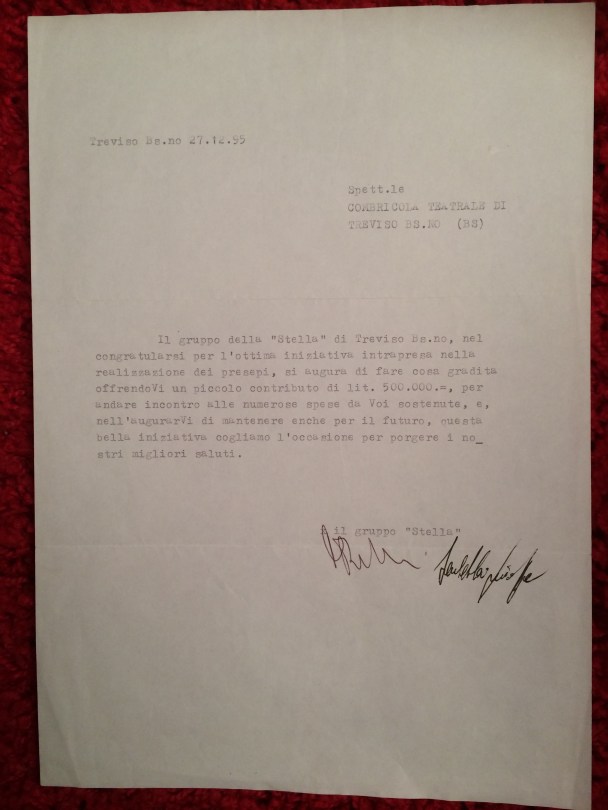 Treviso Bs.no 27.12.95
Spett.le
COMBRICOLA TEATRALE DI
TREVISO BS.NO (BS)
Il gruppo della "Stella" di Treviso Bs.no, nel
congratularsi per l'ottima iniziativa intrapresa nella
realizzazione dei presepi, si augura di fare cosa gradita
offrendoVi un piccolo contributo di lit. 500.000.=, per
andare incontro alle numerose spese da Voi sostenute, e,
nell'augurarVi di mantenere enche per il futuro, questa
bella iniziativa cogliamo l'occasione per porgere i no_
stri migliori saluti.
il gruppo "Stella"